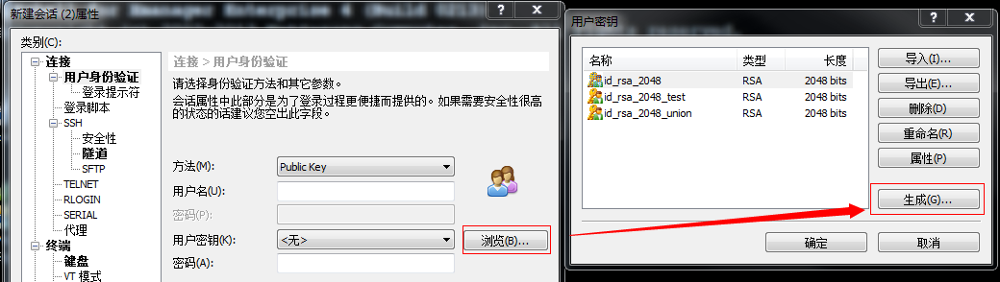 Manager Enterprise 4 (Build 0213)
新建会话 (2)属性
类别(C):
连接
用户身份验证
登录提示符
登录脚本
SSH
安全性
隧道
SFTP
TELNET
RLOGIN
SERIAL
代理
终端
键盘
VT 模式
连接 > 用户身份验证
请选择身份验证方法和其它参数。
会话属性中此部分是为了登录过程更便捷而提供的。如果需要安全性很高
的状态的话建议您空出此字段。
方法(M):
Public Key
用户名(U):
密码(P):
用户密钥(K):
<无>
浏览(B)...
密码(A):
用户密钥
名称 类型 长度
id_rsa_2048 RSA 2048 bits
id_rsa_2048_test RSA 2048 bits
id_rsa_2048_union RSA 2048 bits
导入(I)...
导出(E)...
删除(D)
重命名(R)
属性(P)
生成(G)...
确定
取消